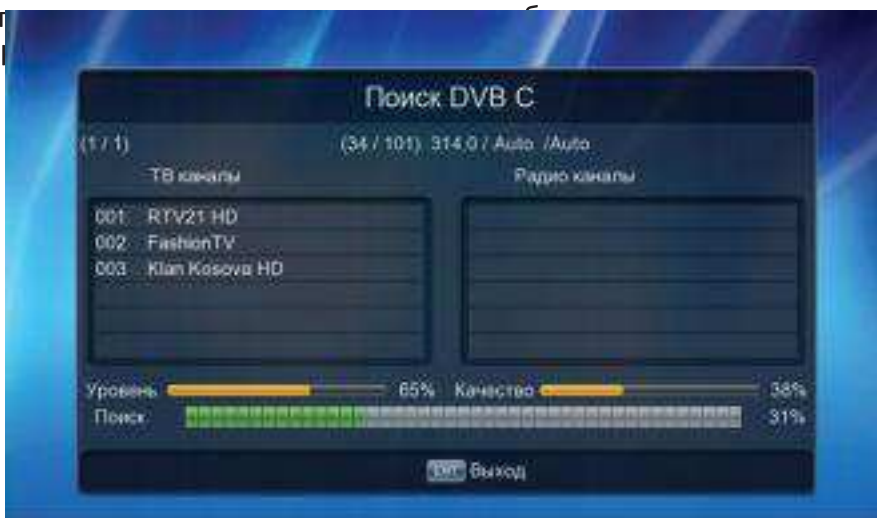 Поиск DVB C
(1 / 1) (34 / 101) 314.0 / Auto /Auto
ТВ каналы Радио каналы
001 RTV21 HD
002 FashionTV
003 Klan Kosova HD
Уровень 65% Качество 38%
Поиск 31%
Выход